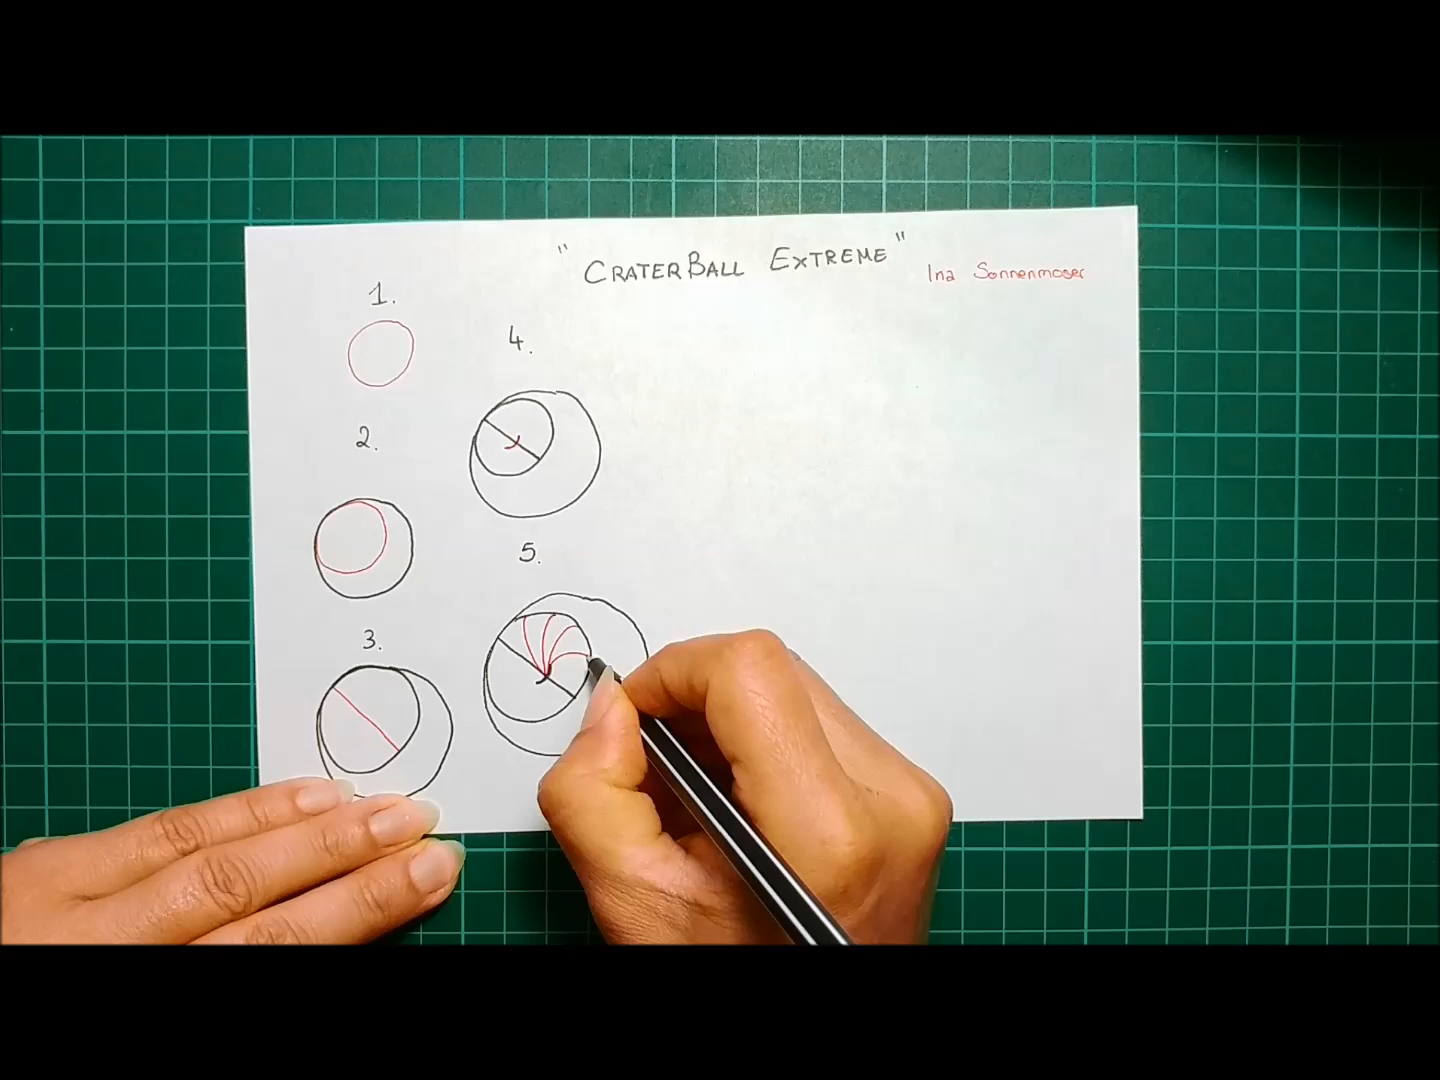 "CRATERBALL EXTREME"
Ina Sonnenmoser
1.
2.
3.
4.
5.